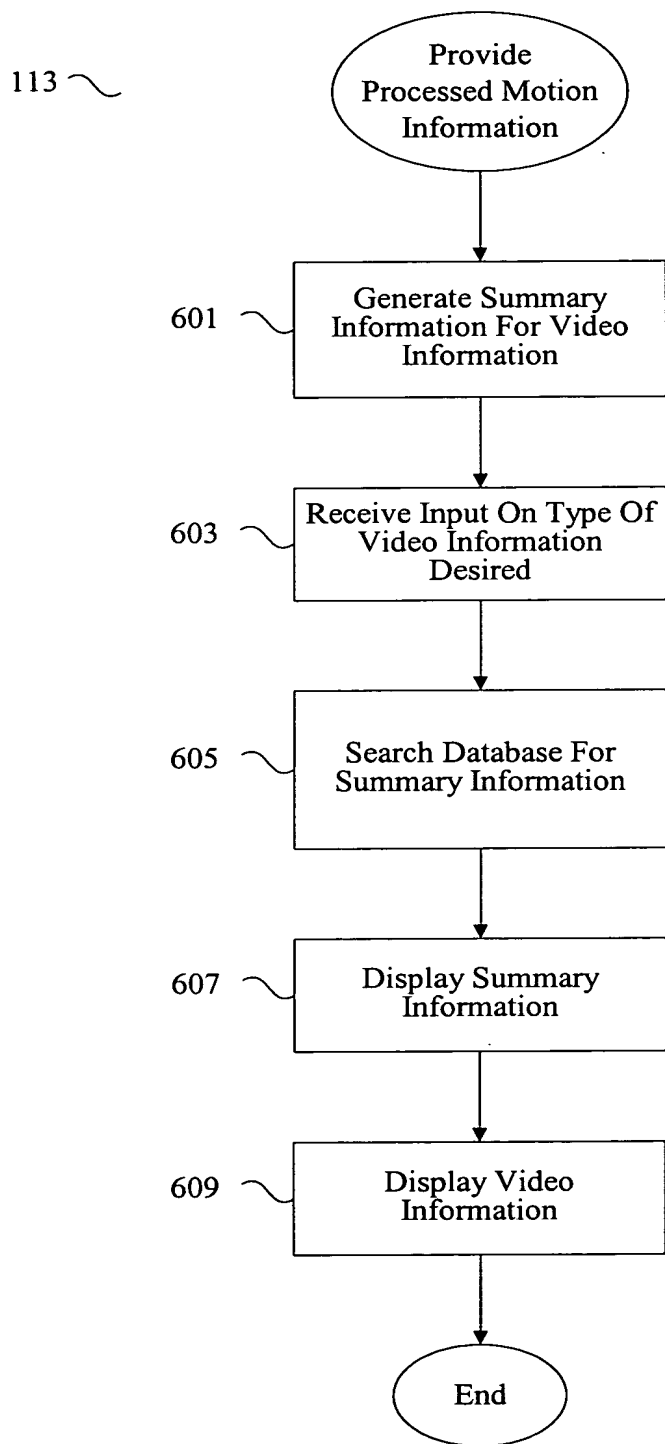 113
Provide
Processed Motion
Information
601
Generate Summary
Information For Video
Information
603
Receive Input On Type Of
Video Information
Desired
605
Search Database For
Summary Information
607
Display Summary
Information
609
Display Video
Information
End